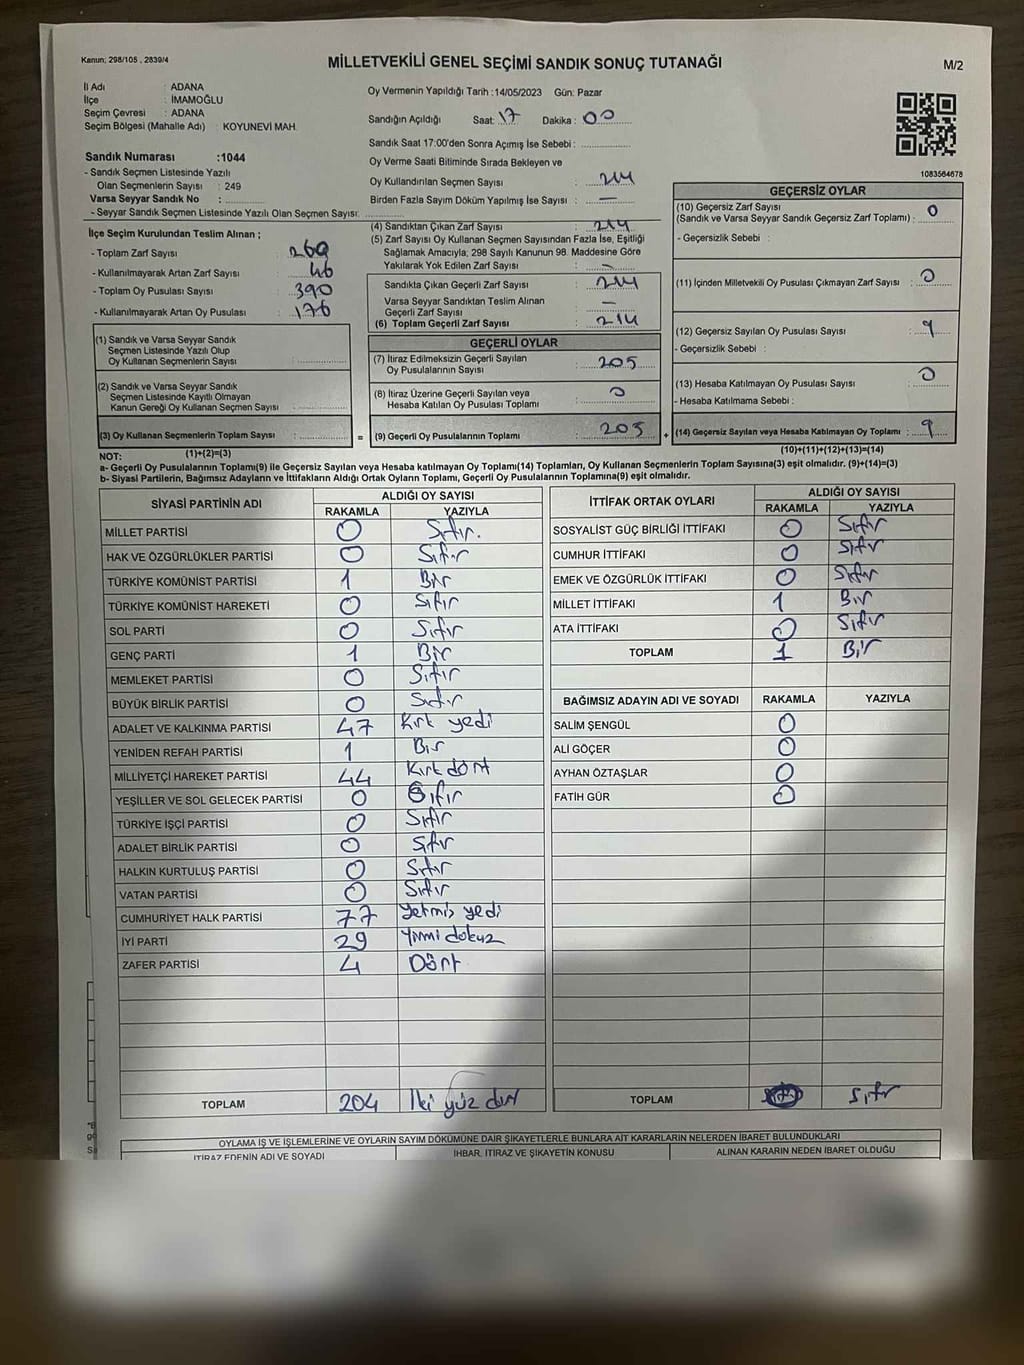 Kanun; 298/105 , 2839/4
MİLLETVEKİLİ GENEL SEÇİMİ SANDIK SONUÇ TUTANAĞI
M/2
İl Adı : ADANA
İlçe : İMAMOĞLU
Seçim Çevresi : ADANA
Seçim Bölgesi (Mahalle Adı) : KOYUNEVİ MAH.
Sandık Numarası :1044
- Sandık Seçmen Listesinde Yazılı
Olan Seçmenlerin Sayısı : 249
Varsa Seyyar Sandık No :
- Seyyar Sandık Seçmen Listesinde Yazılı Olan Seçmen Sayısı:
Oy Vermenin Yapıldığı Tarih :14/05/2023 Gün: Pazar
Sandığın Açıldığı Saat: 17 Dakika : 00
Sandık Saat 17:00'den Sonra Açımış İse Sebebi :
Oy Verme Saati Bitiminde Sırada Bekleyen ve
Oy Kullandırılan Seçmen Sayısı : 214
Birden Fazla Sayım Döküm Yapılmış İse Sayısı : —
1083564678
İlçe Seçim Kurulundan Teslim Alınan ;
- Toplam Zarf Sayısı : 260
- Kullanılmayarak Artan Zarf Sayısı : 46
- Toplam Oy Pusulası Sayısı : 390
- Kullanılmayarak Artan Oy Pusulası : 176
(1) Sandık ve Varsa Seyyar Sandık
Seçmen Listesinde Yazılı Olup
Oy Kullanan Seçmenlerin Sayısı :
(2) Sandık ve Varsa Seyyar Sandık
Seçmen Listesinde Kayıtlı Olmayan
Kanun Gereği Oy Kullanan Seçmen Sayısı :
(3) Oy Kullanan Seçmenlerin Toplam Sayısı : =
(1)+(2)=(3)
(4) Sandıktan Çıkan Zarf Sayısı : 214
(5) Zarf Sayısı Oy Kullanan Seçmen Sayısından Fazla İse, Eşitliği
Sağlamak Amacıyla, 298 Sayılı Kanunun 98. Maddesine Göre
Yakılarak Yok Edilen Zarf Sayısı : —
Sandıkta Çıkan Geçerli Zarf Sayısı : 214
Varsa Seyyar Sandıktan Teslim Alınan
Geçerli Zarf Sayısı : —
(6) Toplam Geçerli Zarf Sayısı : 214
GEÇERLİ OYLAR
(7) İtiraz Edilmeksizin Geçerli Sayılan
Oy Pusulalarının Sayısı : 205
(8) İtiraz Üzerine Geçerli Sayılan veya
Hesaba Katılan Oy Pusulası Toplamı : 0
(9) Geçerli Oy Pusulalarının Toplamı : 205 +
GEÇERSİZ OYLAR
(10) Geçersiz Zarf Sayısı
(Sandık ve Varsa Seyyar Sandık Geçersiz Zarf Toplamı) : 0
- Geçersizlik Sebebi :
(11) İçinden Milletvekili Oy Pusulası Çıkmayan Zarf Sayısı : 0
(12) Geçersiz Sayılan Oy Pusulası Sayısı : 9
- Geçersizlik Sebebi :
(13) Hesaba Katılmayan Oy Pusulası Sayısı : 0
- Hesaba Katılmama Sebebi :
(14) Geçersiz Sayılan veya Hesaba Katılmayan Oy Toplamı : 9
(10)+(11)+(12)+(13)=(14)
NOT:
a- Geçerli Oy Pusulalarının Toplamı(9) ile Geçersiz Sayılan veya Hesaba katılmayan Oy Toplamı(14) Toplamları, Oy Kullanan Seçmenlerin Toplam Sayısına(3) eşit olmalıdır. (9)+(14)=(3)
b- Siyasi Partilerin, Bağımsız Adayların ve İttifakların Aldığı Ortak Oyların Toplamı, Geçerli Oy Pusulalarının Toplamına(9) eşit olmalıdır.
SİYASİ PARTİNİN ADI ALDIĞI OY SAYISI
RAKAMLA YAZIYLA
MİLLET PARTİSİ 0 Sıfır.
HAK VE ÖZGÜRLÜKLER PARTİSİ 0 Sıfır
TÜRKİYE KOMÜNİST PARTİSİ 1 Bir
TÜRKİYE KOMÜNİST HAREKETİ 0 Sıfır
SOL PARTİ 0 Sıfır
GENÇ PARTİ 1 Bir
MEMLEKET PARTİSİ 0 Sıfır
BÜYÜK BİRLİK PARTİSİ 0 Sıfır
ADALET VE KALKINMA PARTİSİ 47 Kırk yedi
YENİDEN REFAH PARTİSİ 1 Bir
MİLLİYETÇİ HAREKET PARTİSİ 44 Kırk dört
YEŞİLLER VE SOL GELECEK PARTİSİ 0 Sıfır
TÜRKİYE İŞÇİ PARTİSİ 0 Sıfır
ADALET BİRLİK PARTİSİ 0 Sıfır
HALKIN KURTULUŞ PARTİSİ 0 Sıfır
VATAN PARTİSİ 0 Sıfır
CUMHURİYET HALK PARTİSİ 77 Yetmiş yedi
İYİ PARTİ 29 Yirmi dokuz
ZAFER PARTİSİ 4 Dört
TOPLAM 204 İki yüz dört
İTTİFAK ORTAK OYLARI ALDIĞI OY SAYISI
RAKAMLA YAZIYLA
SOSYALİST GÜÇ BİRLİĞİ İTTİFAKI 0 Sıfır
CUMHUR İTTİFAKI 0 Sıfır
EMEK VE ÖZGÜRLÜK İTTİFAKI 0 Sıfır
MİLLET İTTİFAKI 1 Bir
ATA İTTİFAKI 0 Sıfır
TOPLAM 1 Bir
BAĞIMSIZ ADAYIN ADI VE SOYADI RAKAMLA YAZIYLA
SALİM ŞENGÜL 0
ALİ GÖÇER 0
AYHAN ÖZTAŞLAR 0
FATİH GÜR 0
TOPLAM Sıfır
OYLAMA İŞ VE İŞLEMLERİNE VE OYLARIN SAYIM DÖKÜMÜNE DAİR ŞİKAYETLERLE BUNLARA AİT KARARLARIN NELERDEN İBARET BULUNDUKLARI
İTİRAZ EDENİN ADI VE SOYADI İHBAR, İTİRAZ VE ŞİKAYETİN KONUSU ALINAN KARARIN NEDEN İBARET OLDUĞU